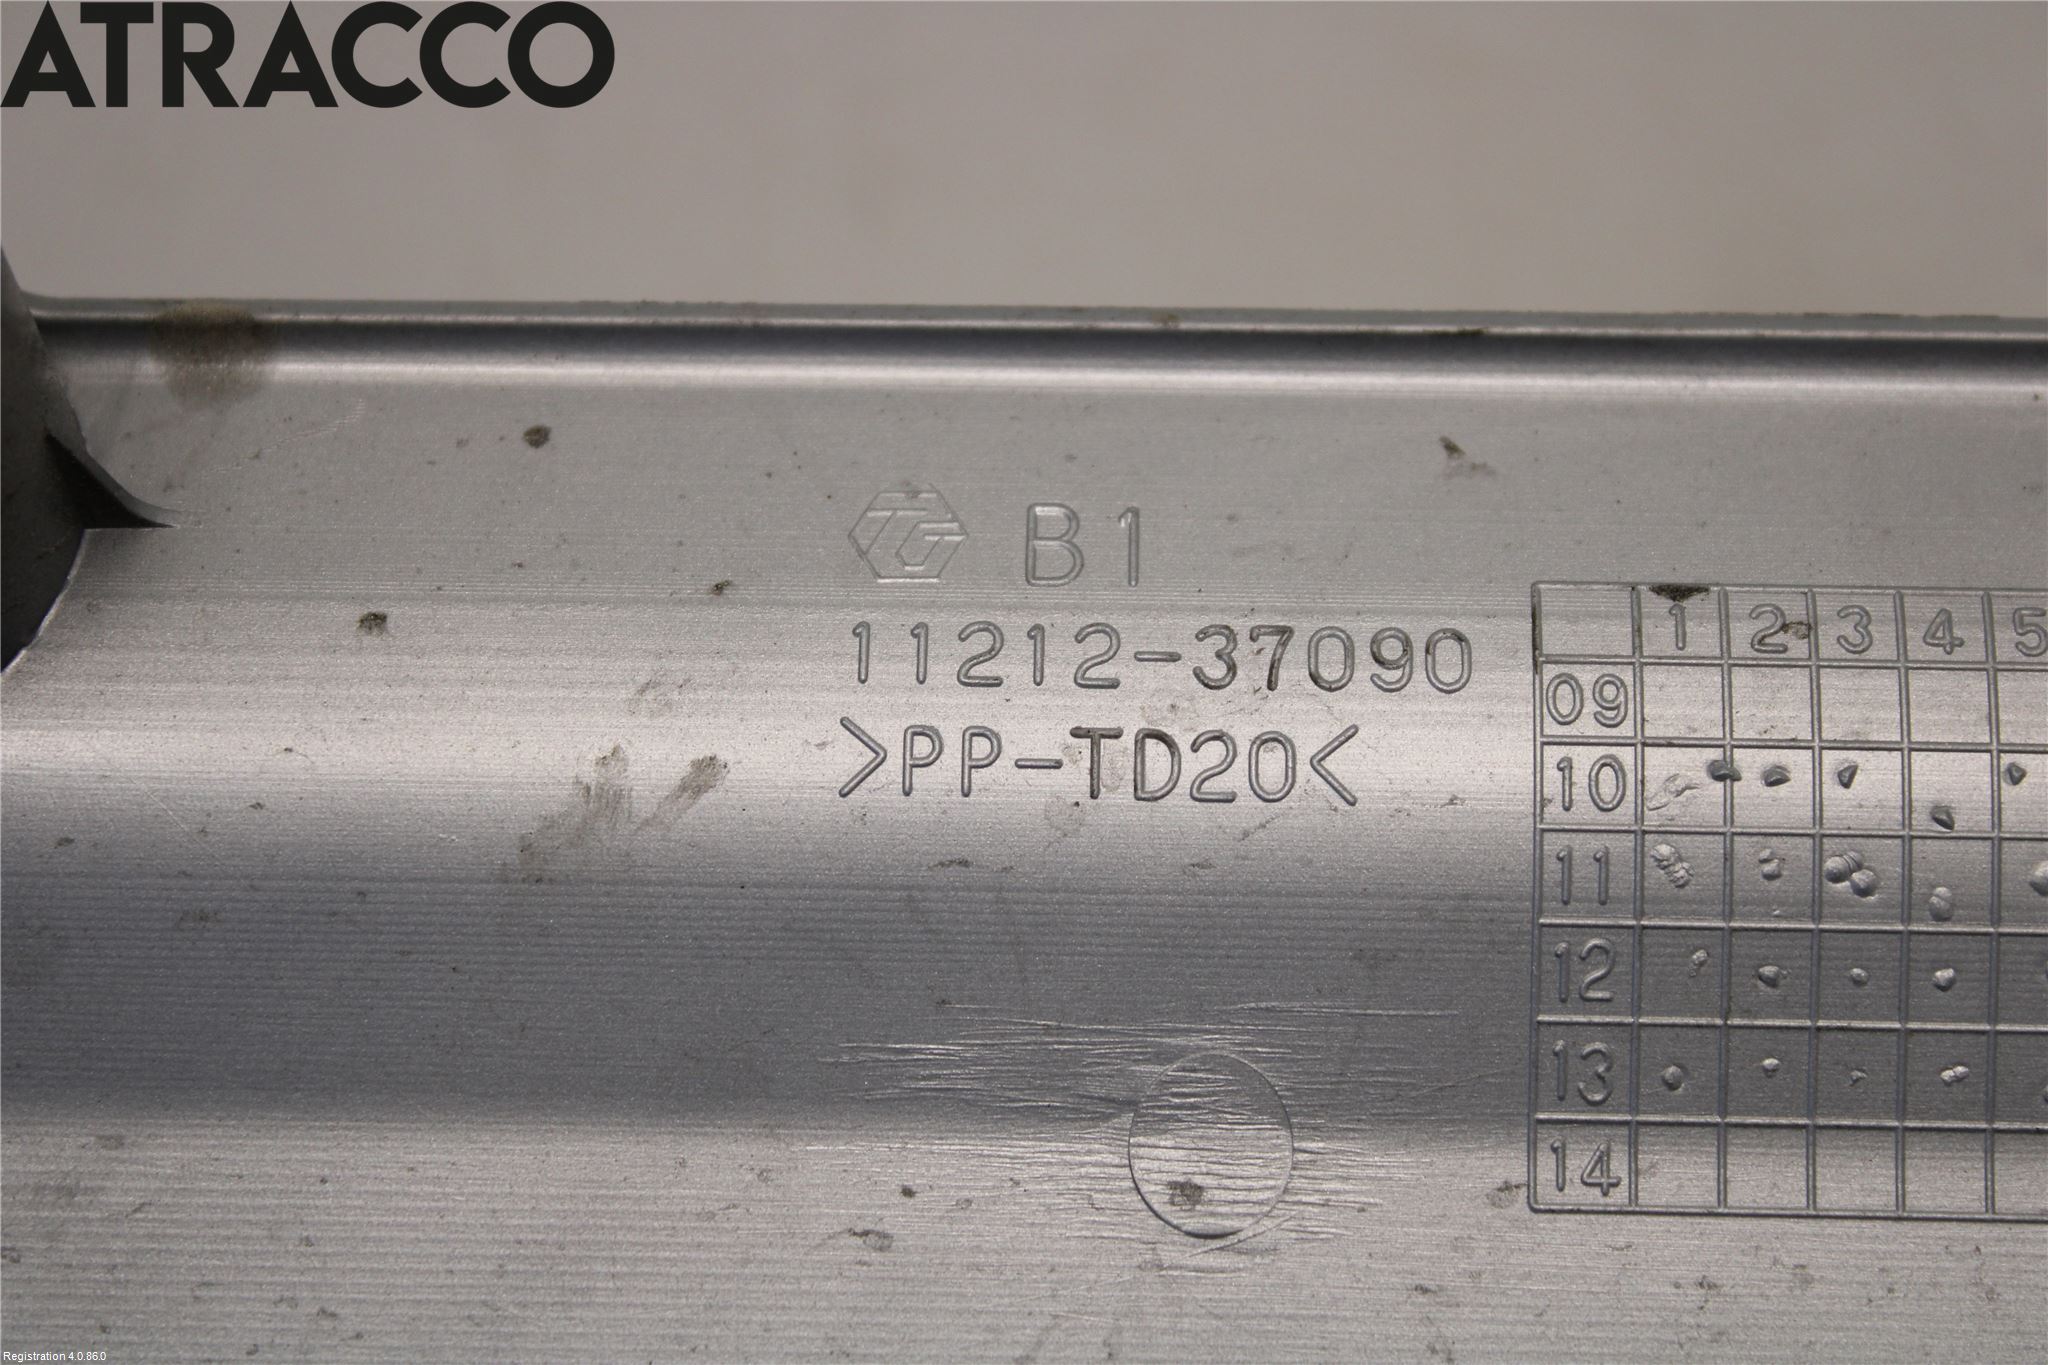 ATRACCO
TG B1
11212-37090
>PP-TD20<
1 2 3 4 5
09
10
11
12
13
14
Registration 4.0.86.0